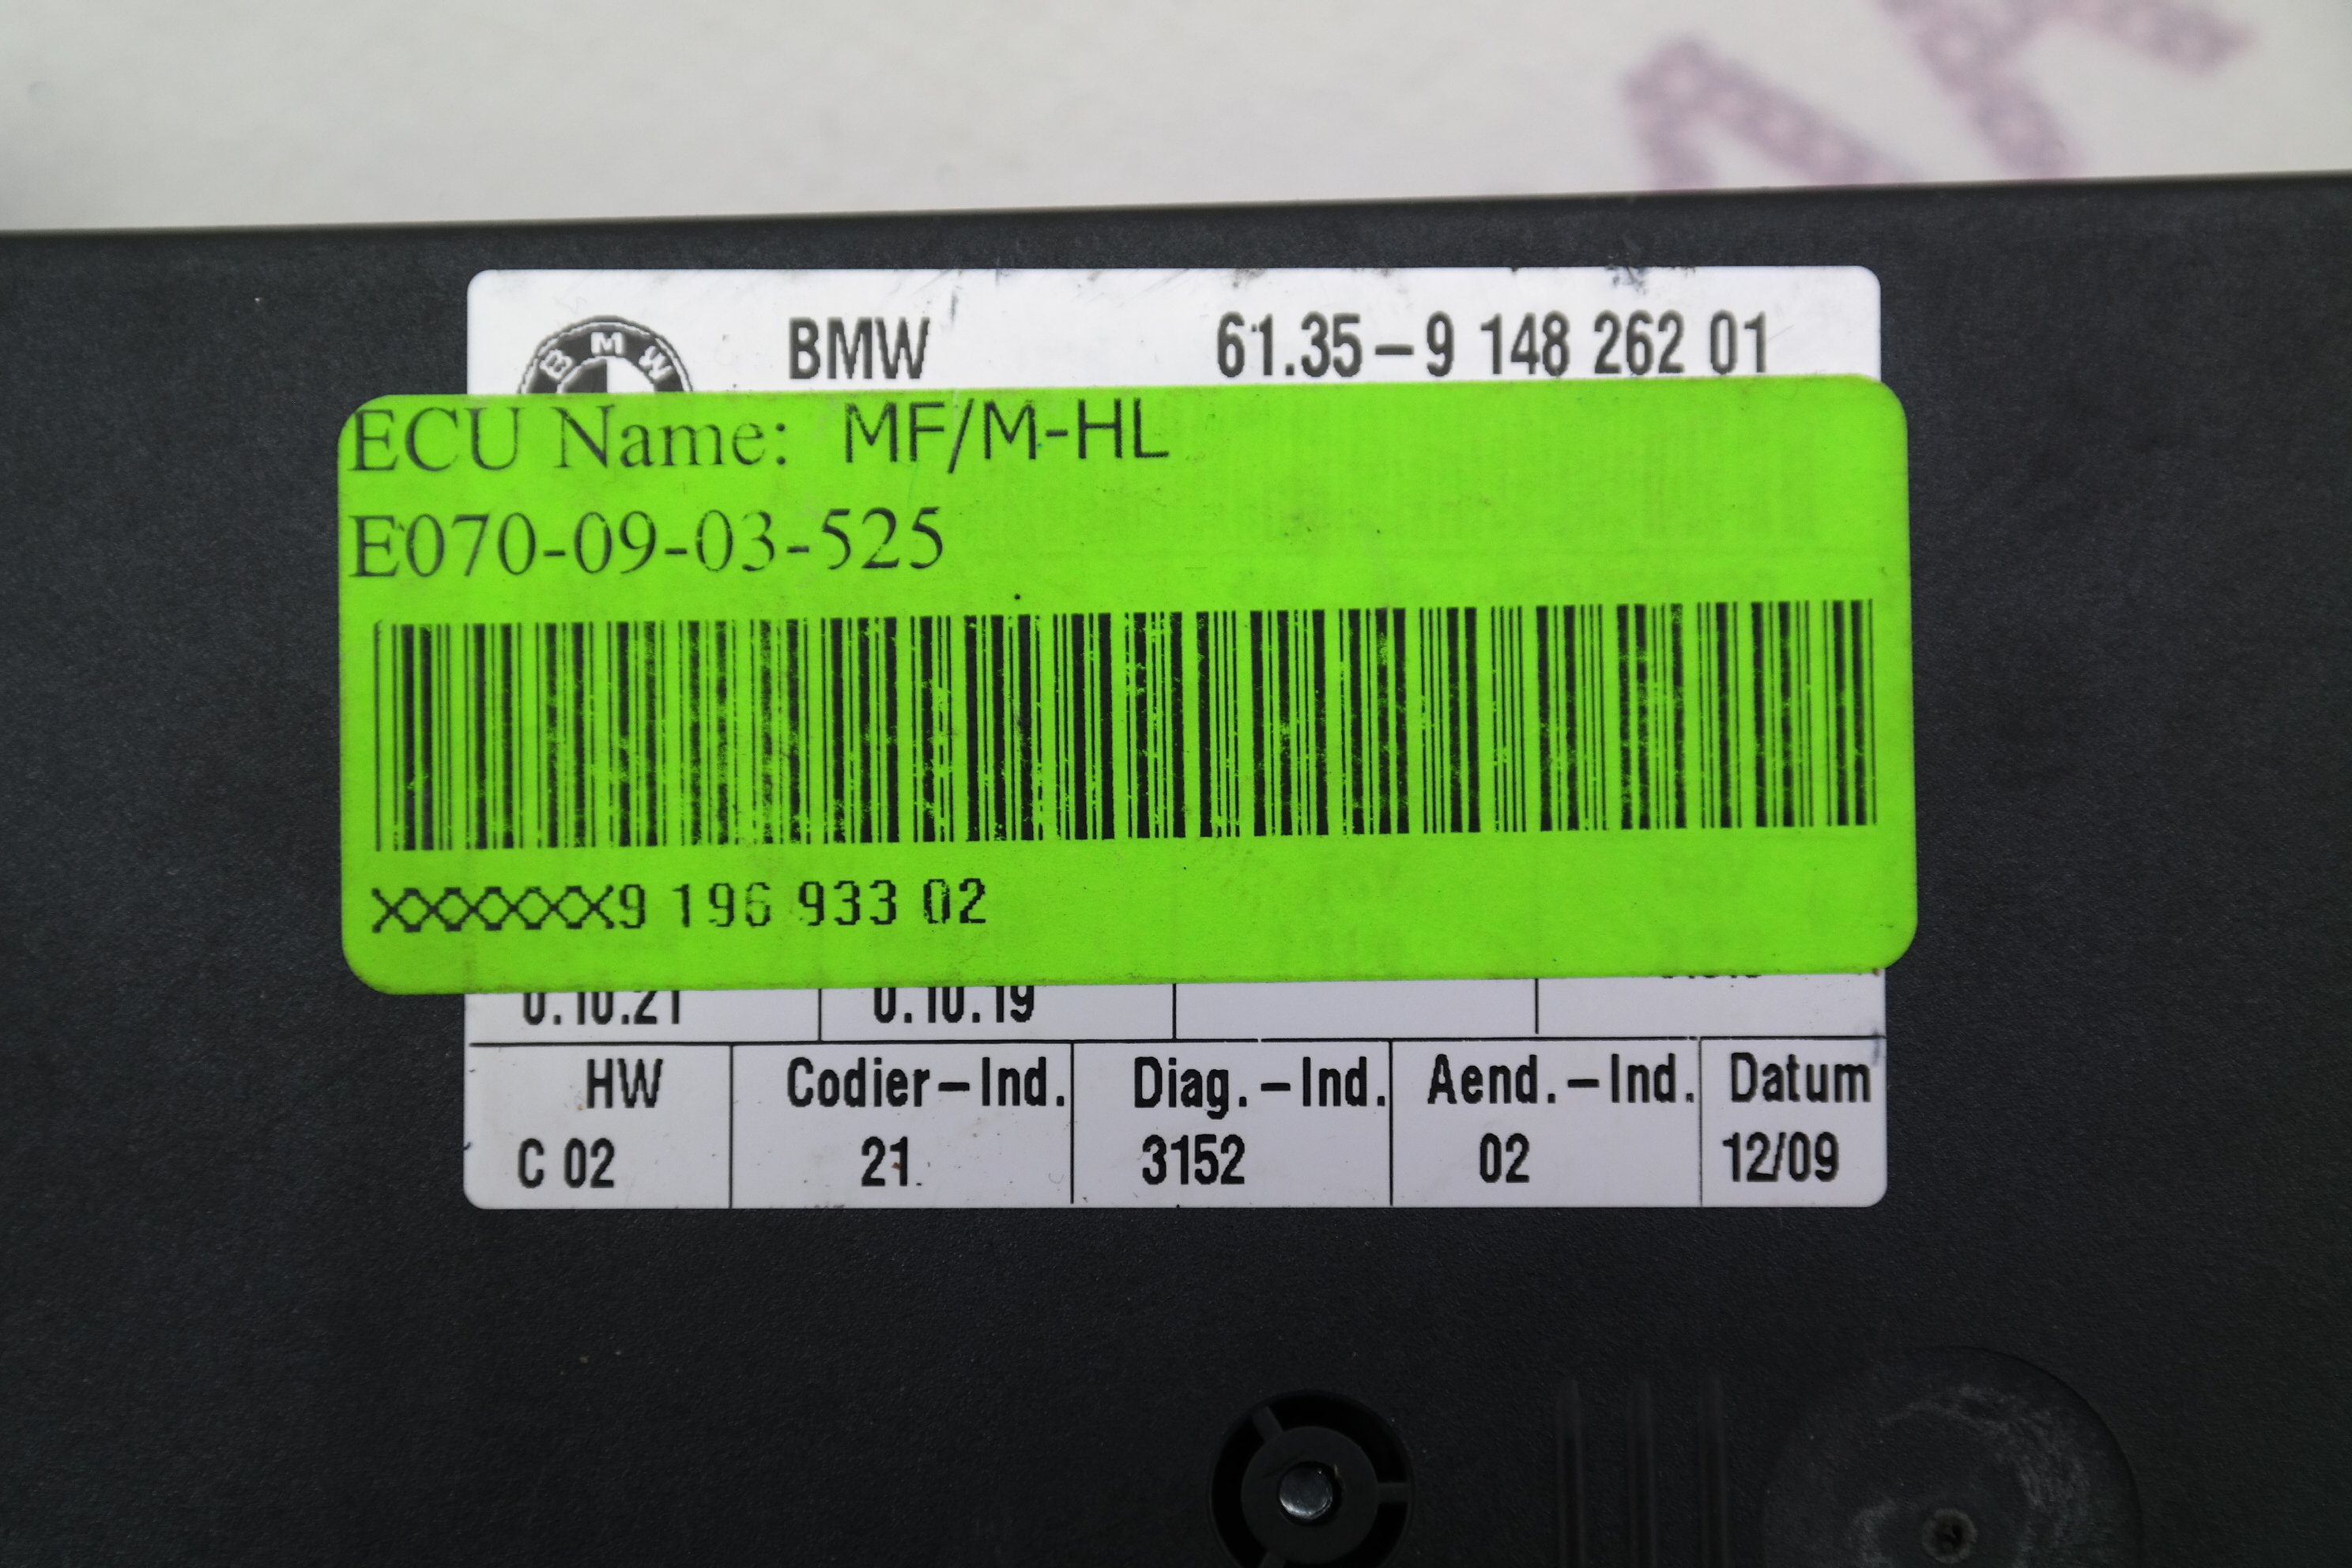 BMW
BMW 61.35-9 148 262 01
ECU Name: MF/M-HL
E070-09-03-525
XXXXXX9 196 933 02
0.10.21 0.10.19
HW Codier-Ind. Diag.-Ind. Aend.-Ind. Datum
C 02 21 3152 02 12/09